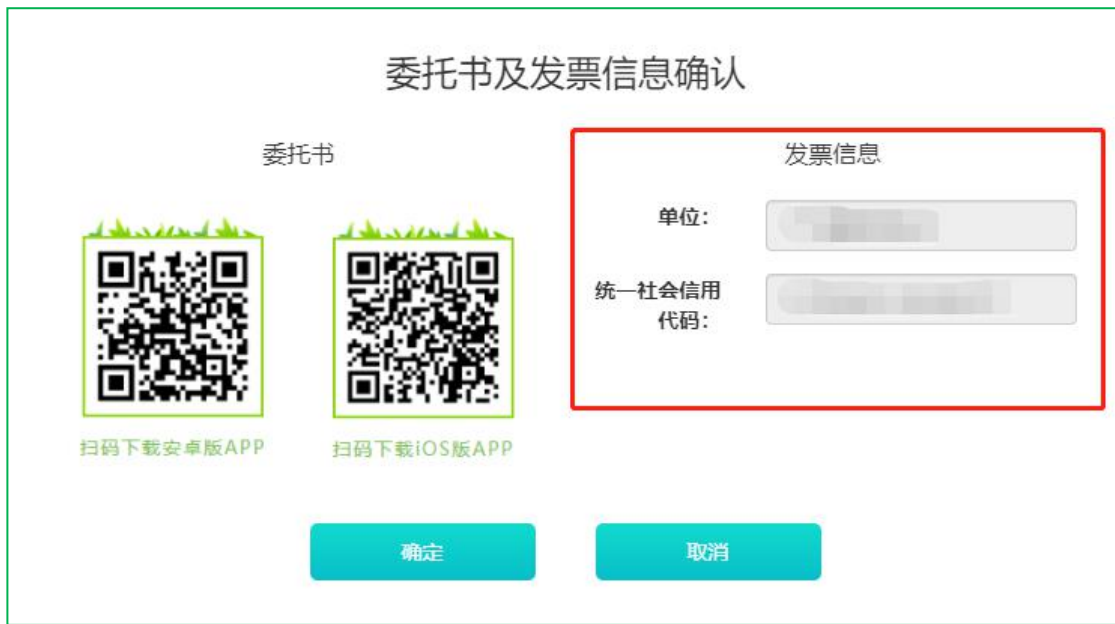 委托书及发票信息确认
委托书
发票信息
单位：
统一社会信用
代码：
扫码下载安卓版APP
扫码下载iOS版APP
确定
取消